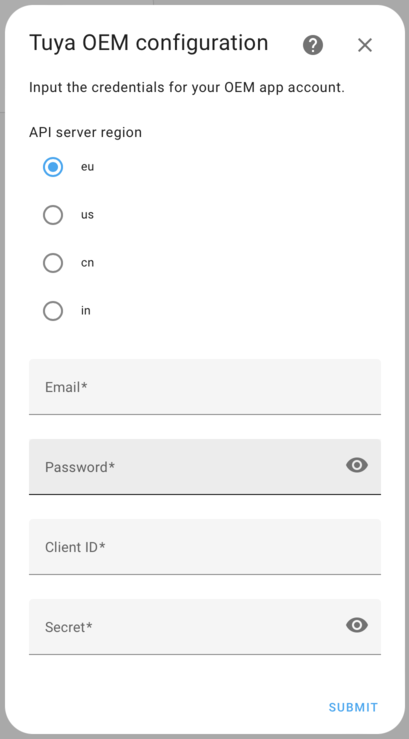 Tuya OEM configuration
Input the credentials for your OEM app account.
API server region
eu
us
cn
in
Email*
Password*
Client ID*
Secret*
SUBMIT